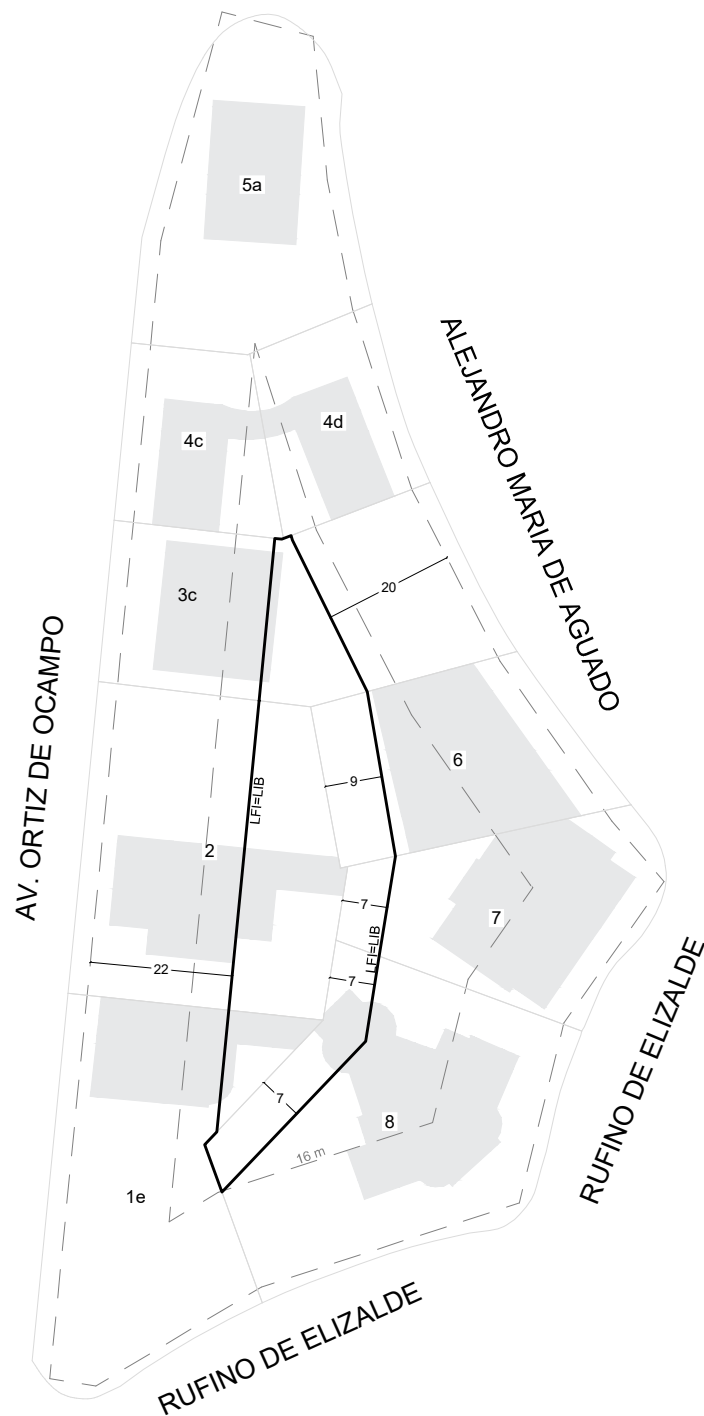 5a
4c
4d
ALEJANDRO MARIA DE AGUADO
3c
20
AV. ORTIZ DE OCAMPO
6
9
LFI=LIB
2
7
7
LFI=LIB
7
22
RUFINO DE ELIZALDE
7
8
16 m
1e
RUFINO DE ELIZALDE